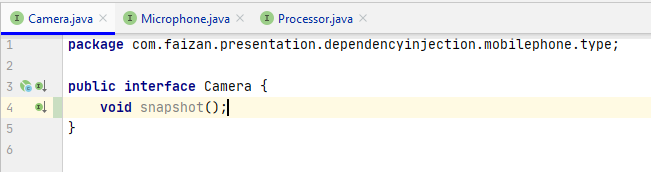 Camera.java Microphone.java Processor.java
1 package com.faizan.presentation.dependencyinjection.mobilephone.type;
2
3 public interface Camera {
4 void snapshot();
5 }
6